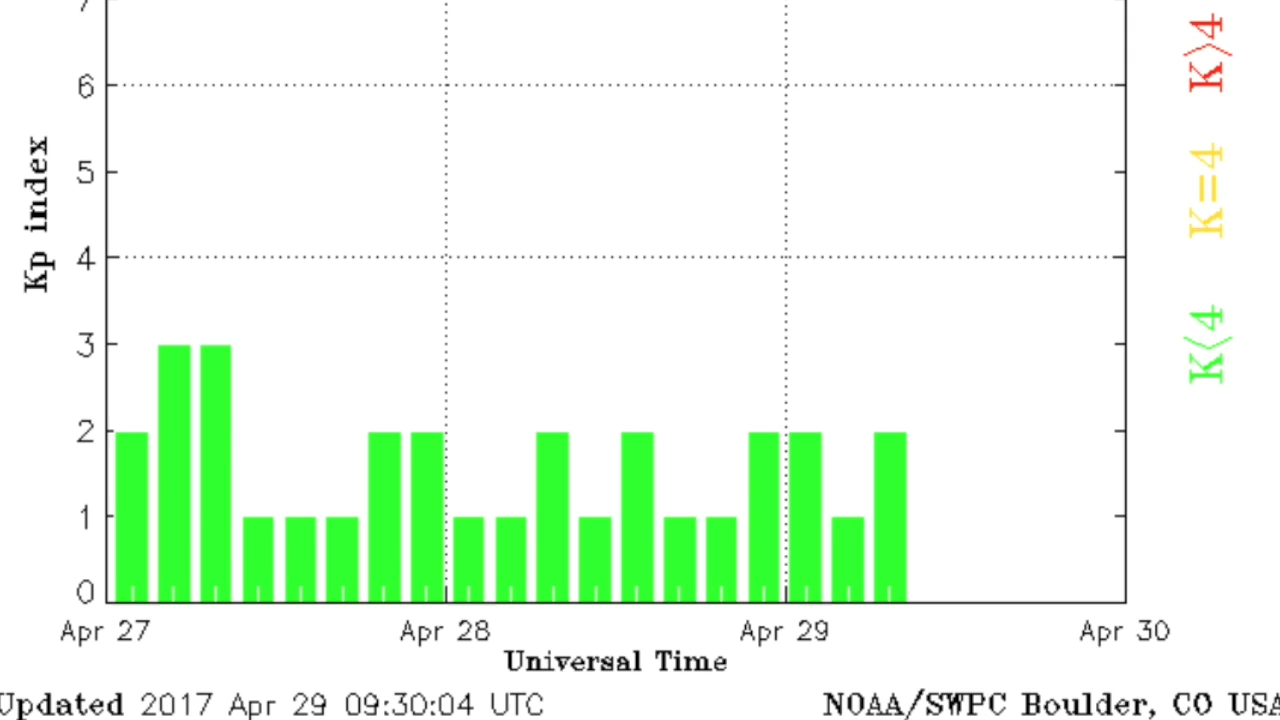 7
6
5
4
3
2
1
0
Kp index
K>4
K=4
K<4
Apr 27 Apr 28 Apr 29 Apr 30
Universal Time
Updated 2017 Apr 29 09:30:04 UTC NOAA/SWPC Boulder, CO USA